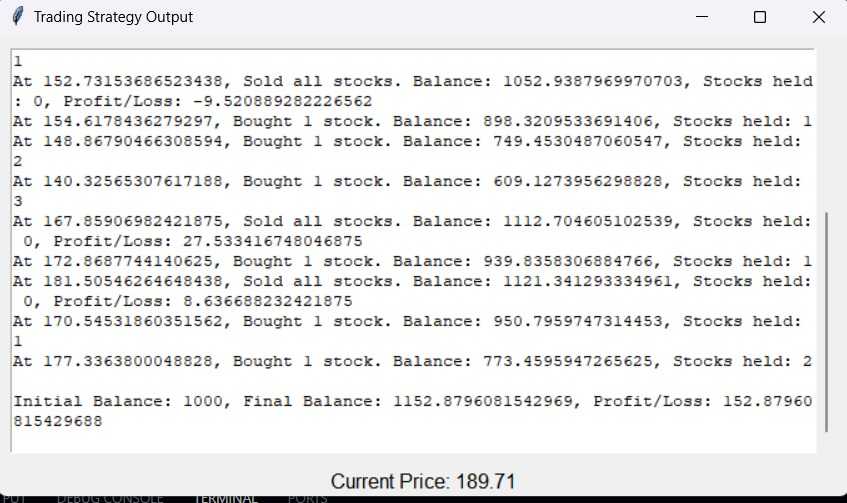 Trading Strategy Output
1
At 152.73153686523438, Sold all stocks. Balance: 1052.9387969970703, Stocks held
: 0, Profit/Loss: -9.520889282226562
At 154.6178436279297, Bought 1 stock. Balance: 898.3209533691406, Stocks held: 1
At 148.86790466308594, Bought 1 stock. Balance: 749.4530487060547, Stocks held:
2
At 140.32565307617188, Bought 1 stock. Balance: 609.1273956298828, Stocks held:
3
At 167.85906982421875, Sold all stocks. Balance: 1112.704605102539, Stocks held:
0, Profit/Loss: 27.533416748046875
At 172.8687744140625, Bought 1 stock. Balance: 939.8358306884766, Stocks held: 1
At 181.50546264648438, Sold all stocks. Balance: 1121.341293334961, Stocks held:
0, Profit/Loss: 8.636688232421875
At 170.54531860351562, Bought 1 stock. Balance: 950.7959747314453, Stocks held:
1
At 177.3363800048828, Bought 1 stock. Balance: 773.4595947265625, Stocks held: 2
Initial Balance: 1000, Final Balance: 1152.8796081542969, Profit/Loss: 152.87960
815429688
Current Price: 189.71
PUT DEBUG CONSOLE TERMINAL PORTS